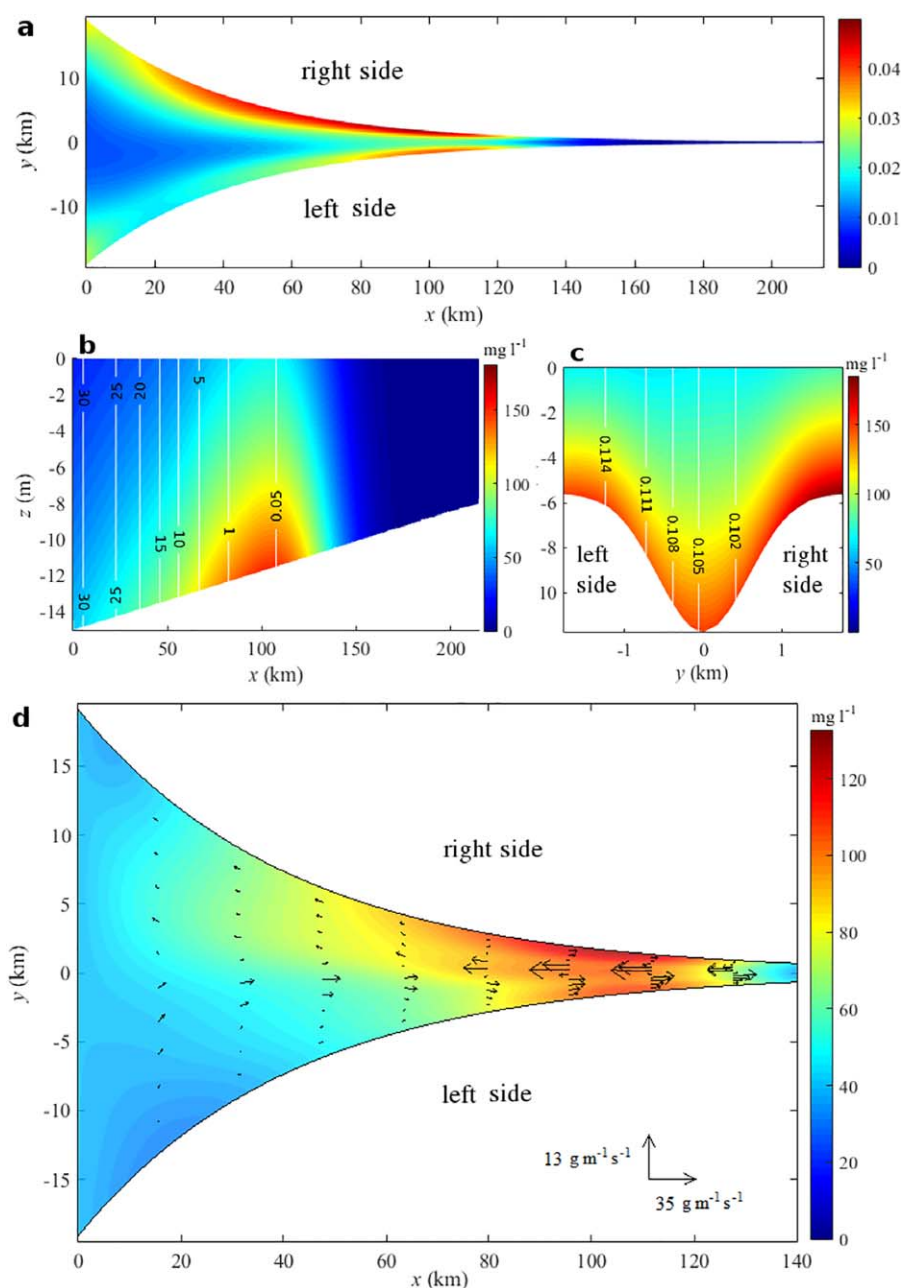 a
right side
left side
10
0
-10
y (km)
0 20 40 60 80 100 120 140 160 180 200
x (km)
0.04
0.03
0.02
0.01
0
b
0
-2
-4
-6
-8
-10
-12
-14
z (m)
30 25 20 5
15 10 1 0.05
30 25
0 50 100 150 200
x (km)
mg l-1
150
100
50
0
c
0
-2
-4
-6
-8
10
0.114
0.111
0.108
0.105
0.102
left
side
right
side
-1 0 1
y (km)
mg l-1
150
100
50
0
d
15
10
5
0
-5
-10
-15
y (km)
right side
left side
13 g m-1 s-1
35 g m-1 s-1
0 20 40 60 80 100 120 140
x (km)
mg l-1
120
100
80
60
40
20
0